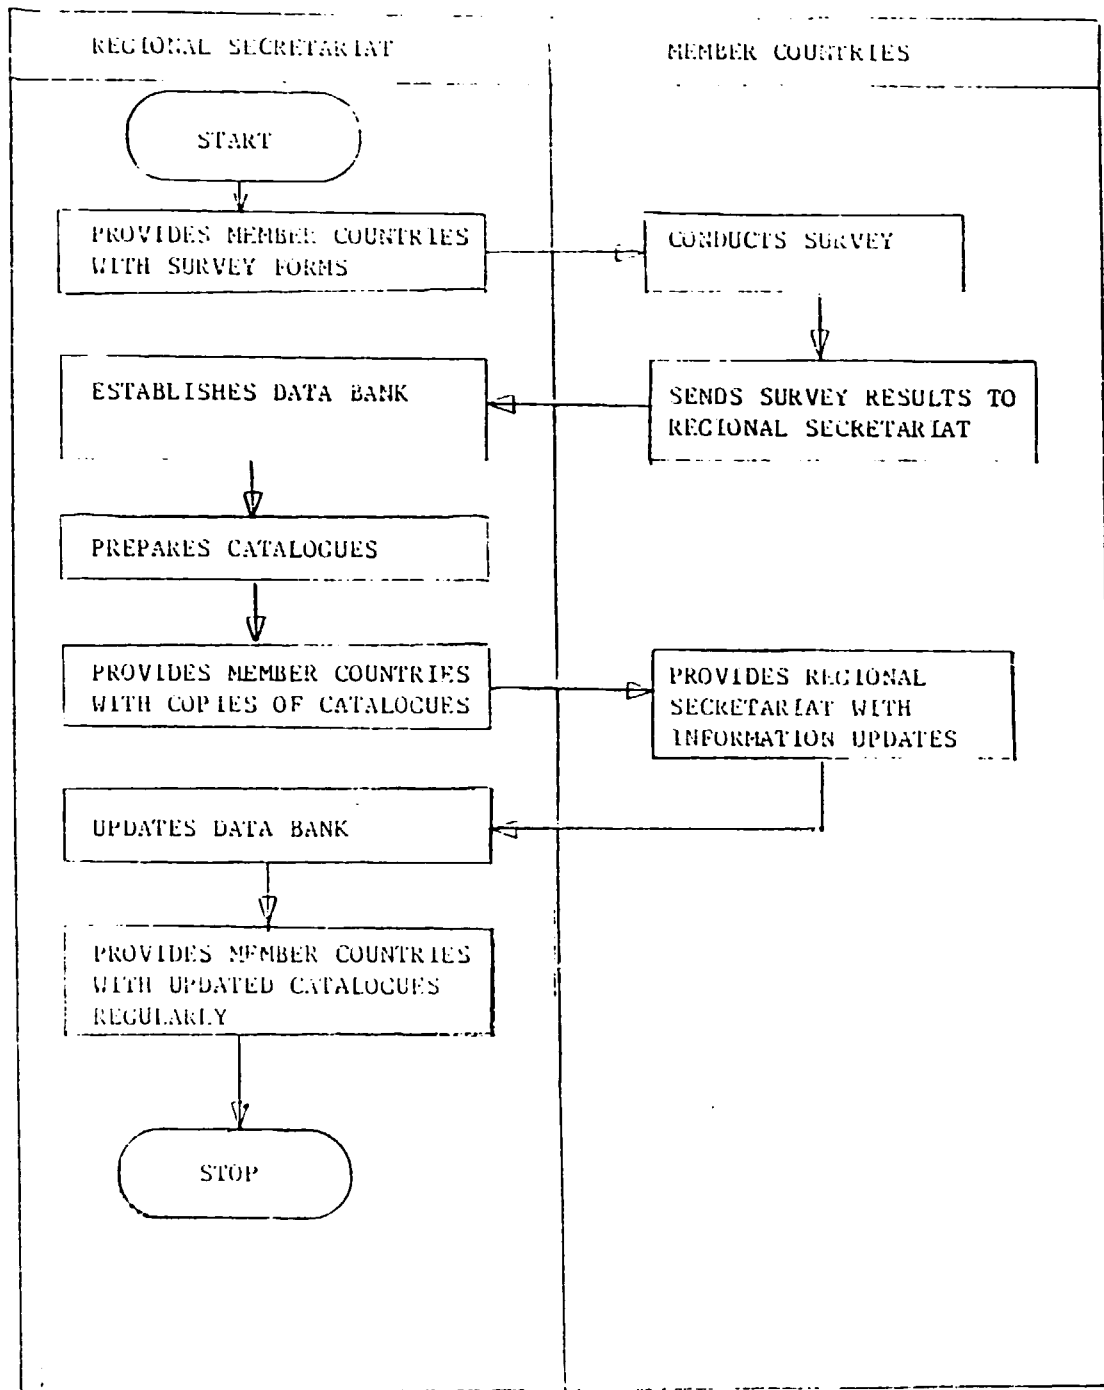 REGIONAL SECRETARIAT
MEMBER COUNTRIES
START
PROVIDES MEMBER COUNTRIES
WITH SURVEY FORMS
CONDUCTS SURVEY
ESTABLISHES DATA BANK
SENDS SURVEY RESULTS TO
REGIONAL SECRETARIAT
PREPARES CATALOGUES
PROVIDES MEMBER COUNTRIES
WITH COPIES OF CATALOGUES
PROVIDES REGIONAL
SECRETARIAT WITH
INFORMATION UPDATES
UPDATES DATA BANK
PROVIDES MEMBER COUNTRIES
WITH UPDATED CATALOGUES
REGULARLY
STOP